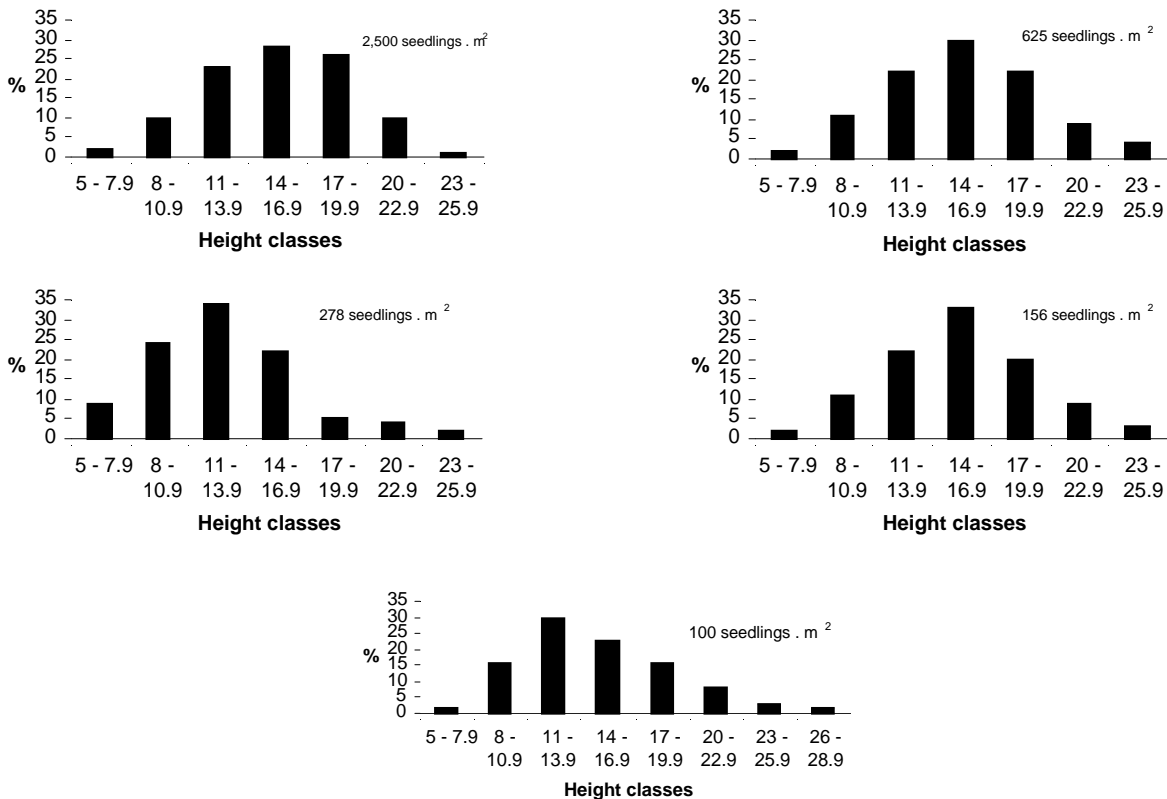 35
30
25
20
15
10
5
0
%
2,500 seedlings . m²
5 - 7.9 8 - 11 - 14 - 17 - 20 - 23 -
10.9 13.9 16.9 19.9 22.9 25.9
Height classes
35
30
25
20
15
10
5
0
%
625 seedlings . m ²
5 - 7.9 8 - 11 - 14 - 17 - 20 - 23 -
10.9 13.9 16.9 19.9 22.9 25.9
Height classes
35
30
25
20
15
10
5
0
%
278 seedlings . m ²
5 - 7.9 8 - 11 - 14 - 17 - 20 - 23 -
10.9 13.9 16.9 19.9 22.9 25.9
Height classes
35
30
25
20
15
10
5
0
%
156 seedlings . m ²
5 - 7.9 8 - 11 - 14 - 17 - 20 - 23 -
10.9 13.9 16.9 19.9 22.9 25.9
Height classes
35
30
25
20
15
10
5
0
%
100 seedlings . m ²
5 - 7.9 8 - 11 - 14 - 17 - 20 - 23 - 26 -
10.9 13.9 16.9 19.9 22.9 25.9 28.9
Height classes